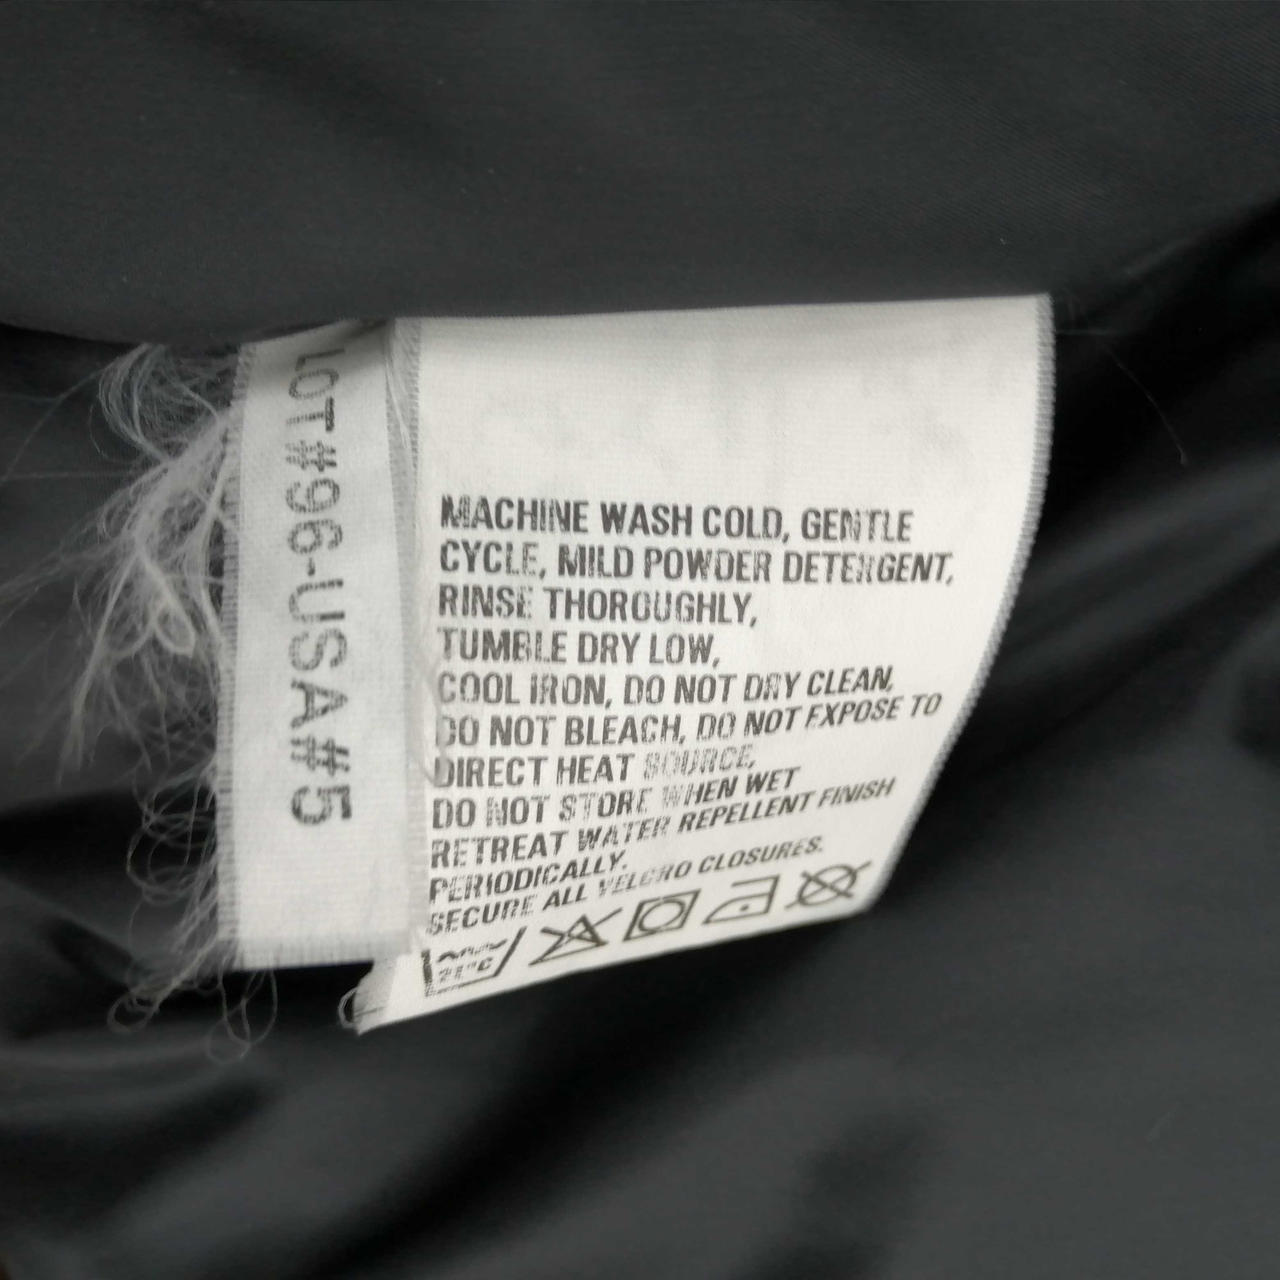 LOT#96-USA#5
MACHINE WASH COLD, GENTLE
CYCLE, MILD POWDER DETERGENT,
RINSE THOROUGHLY,
TUMBLE DRY LOW,
COOL IRON, DO NOT DRY CLEAN,
DO NOT BLEACH, DO NOT EXPOSE TO
DIRECT HEAT SOURCE,
DO NOT STORE WHEN WET
RETREAT WATER REPELLENT FINISH
PERIODICALLY.
SECURE ALL VELCRO CLOSURES.